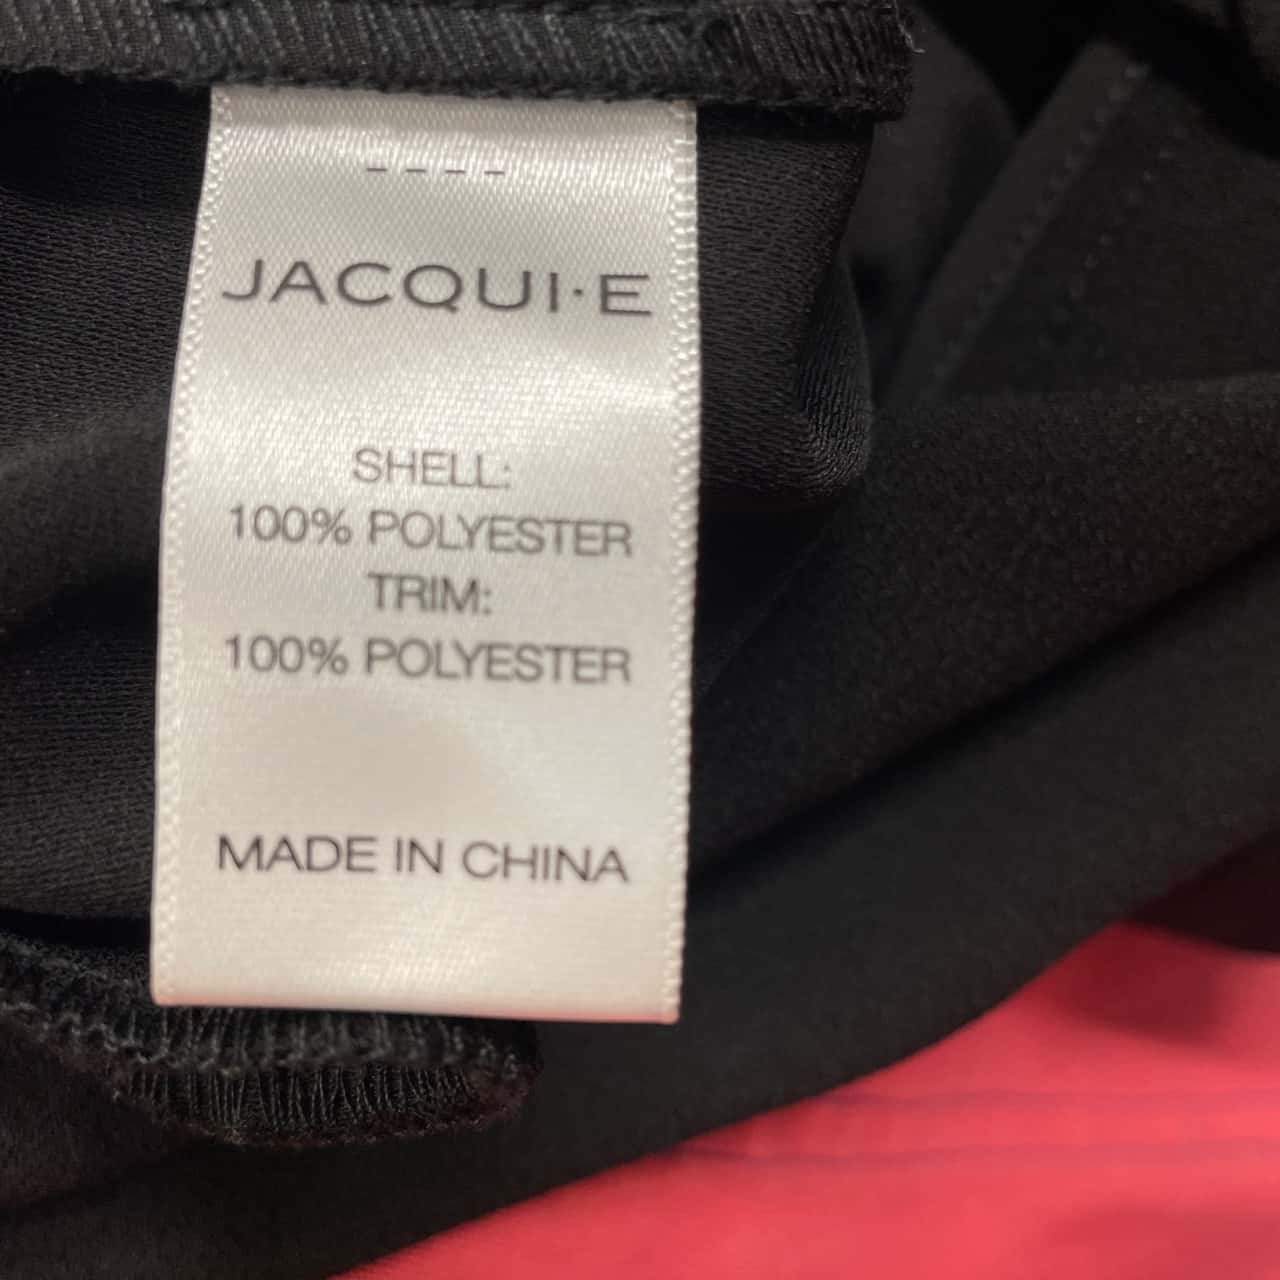 JACQUI·E
SHELL:
100% POLYESTER
TRIM:
100% POLYESTER
MADE IN CHINA